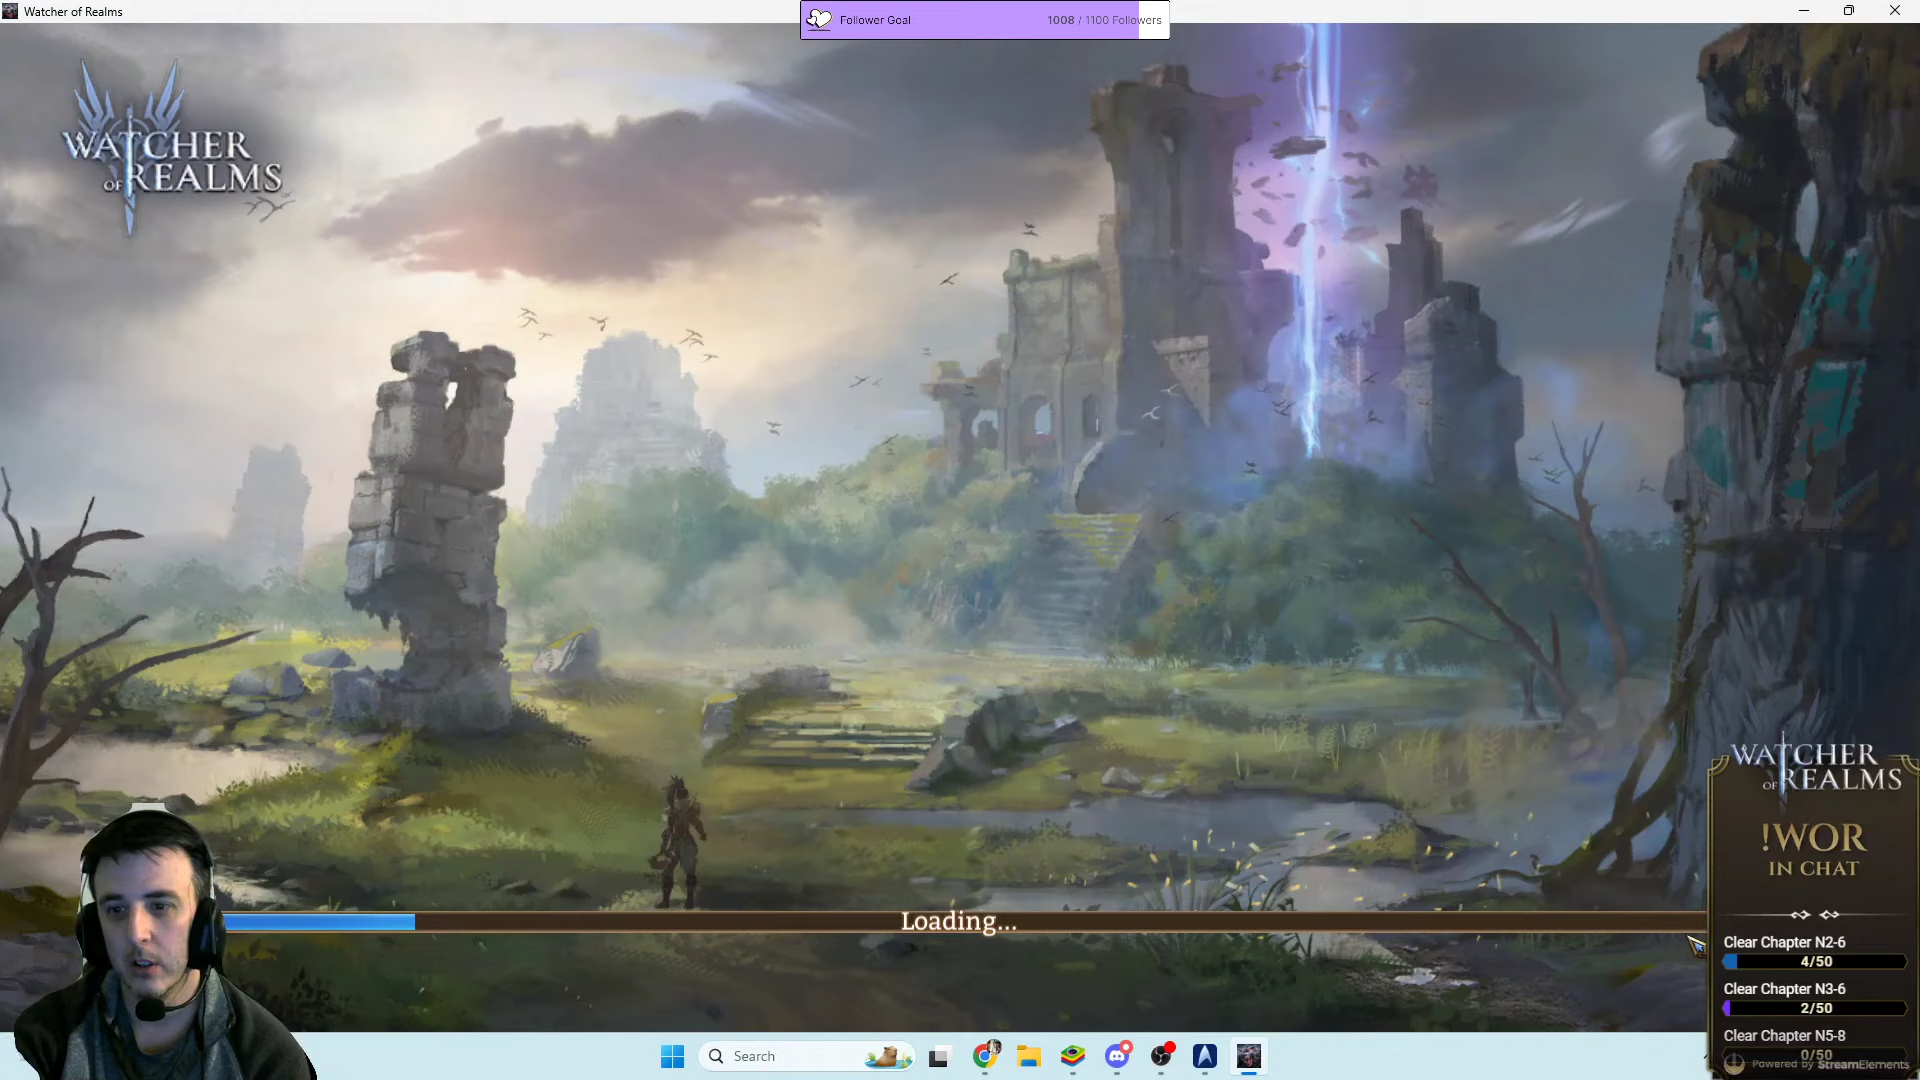 Watcher of Realms
Follower Goal
1008 / 1100 Followers
WATCHER
OF REALMS
WATCHER
OF REALMS
!WOR
IN CHAT
Loading...
Clear Chapter N2-6
4/50
Clear Chapter N3-6
2/50
Clear Chapter N5-8
0/50
Powered by StreamElements
Search